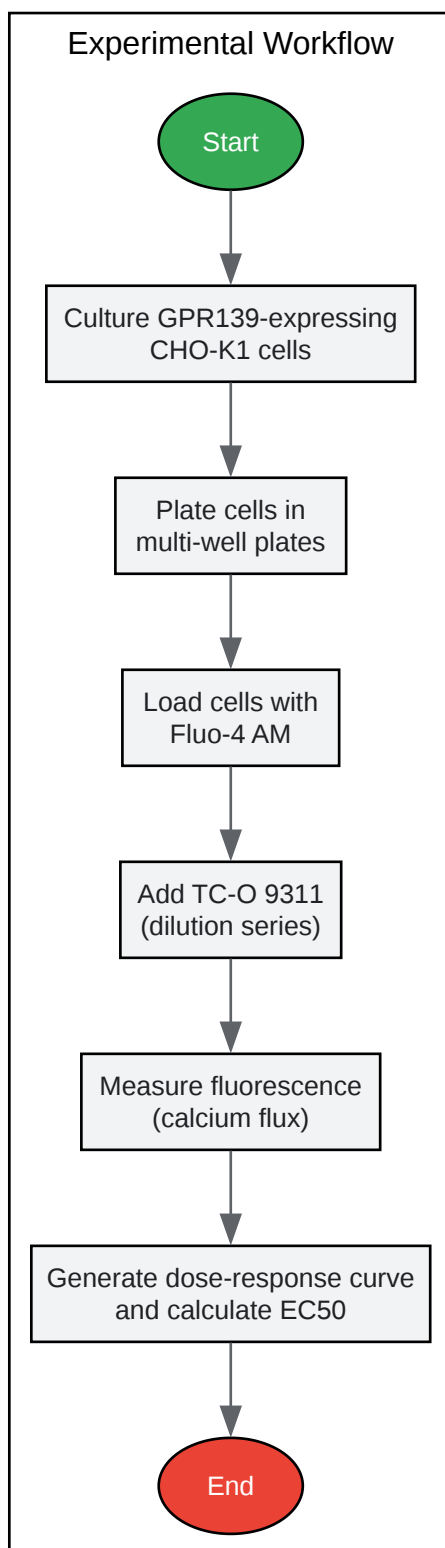 Experimental Workflow
Start
Culture GPR139-expressing
CHO-K1 cells
Plate cells in
multi-well plates
Load cells with
Fluo-4 AM
Add TC-O 9311
(dilution series)
Measure fluorescence
(calcium flux)
Generate dose-response curve
and calculate EC50
End